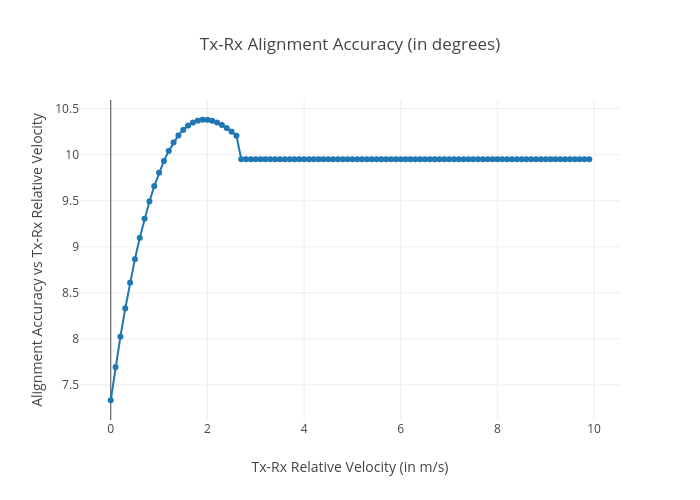 Tx-Rx Alignment Accuracy (in degrees)
Alignment Accuracy vs Tx-Rx Relative Velocity
10.5
10
9.5
9
8.5
8
7.5
0 2 4 6 8 10
Tx-Rx Relative Velocity (in m/s)